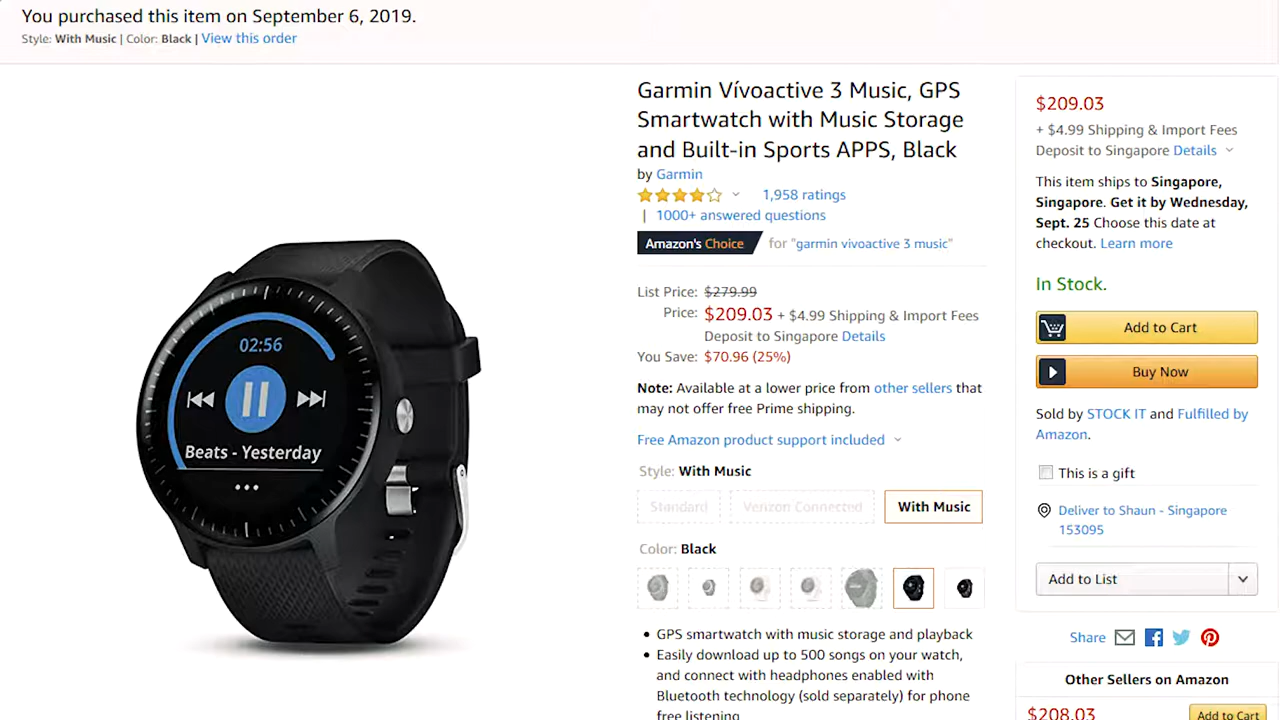 You purchased this item on September 6, 2019.
Style: With Music | Color: Black | View this order
02:56
Beats - Yesterday
Garmin Vívoactive 3 Music, GPS
Smartwatch with Music Storage
and Built-in Sports APPS, Black
by Garmin
1,958 ratings
| 1000+ answered questions
Amazon's Choice for "garmin vivoactive 3 music"
List Price: $279.99
Price: $209.03 + $4.99 Shipping & Import Fees
Deposit to Singapore Details
You Save: $70.96 (25%)
Note: Available at a lower price from other sellers that
may not offer free Prime shipping.
Free Amazon product support included
Style: With Music
Standard Verizon Connected With Music
Color: Black
GPS smartwatch with music storage and playback
Easily download up to 500 songs on your watch,
and connect with headphones enabled with
Bluetooth technology (sold separately) for phone
free listening
$209.03
+ $4.99 Shipping & Import Fees
Deposit to Singapore Details
This item ships to Singapore,
Singapore. Get it by Wednesday,
Sept. 25 Choose this date at
checkout. Learn more
In Stock.
Add to Cart
Buy Now
Sold by STOCK IT and Fulfilled by
Amazon.
This is a gift
Deliver to Shaun - Singapore
153095
Add to List
Share
Other Sellers on Amazon
$208.03 Add to Cart